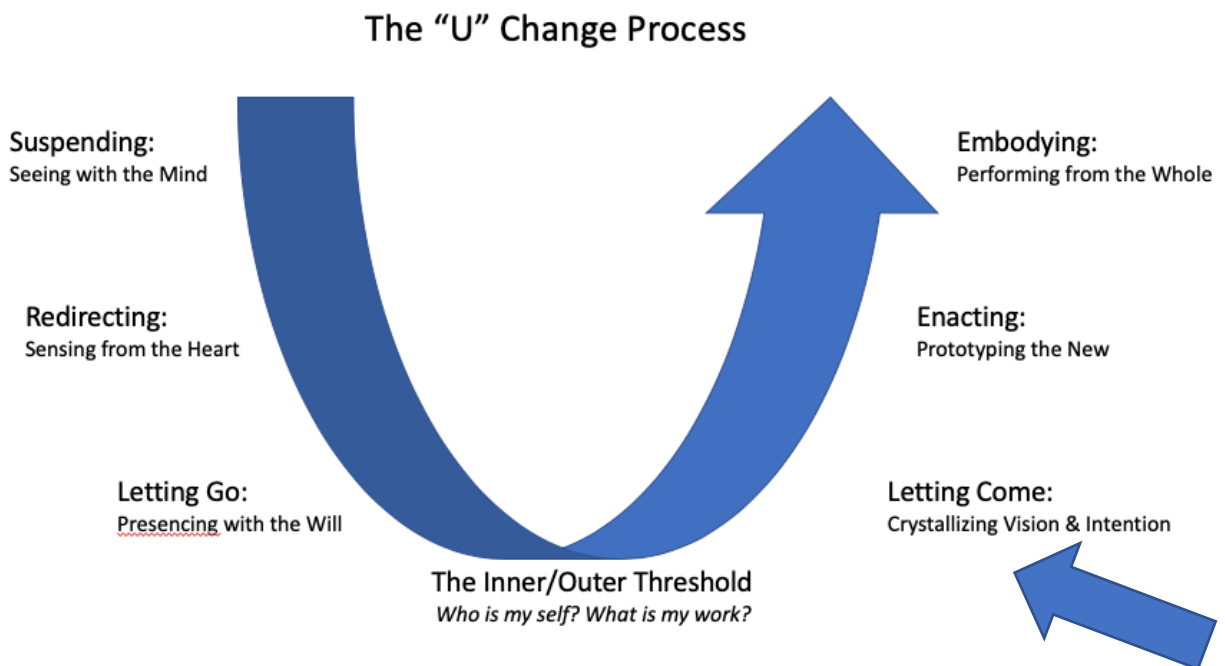 The “U” Change Process
Suspending:
Seeing with the Mind
Redirecting:
Sensing from the Heart
Letting Go:
Presencing with the Will
The Inner/Outer Threshold
Who is my self? What is my work?
Letting Come:
Crystallizing Vision & Intention
Enacting:
Prototyping the New
Embodying:
Performing from the Whole